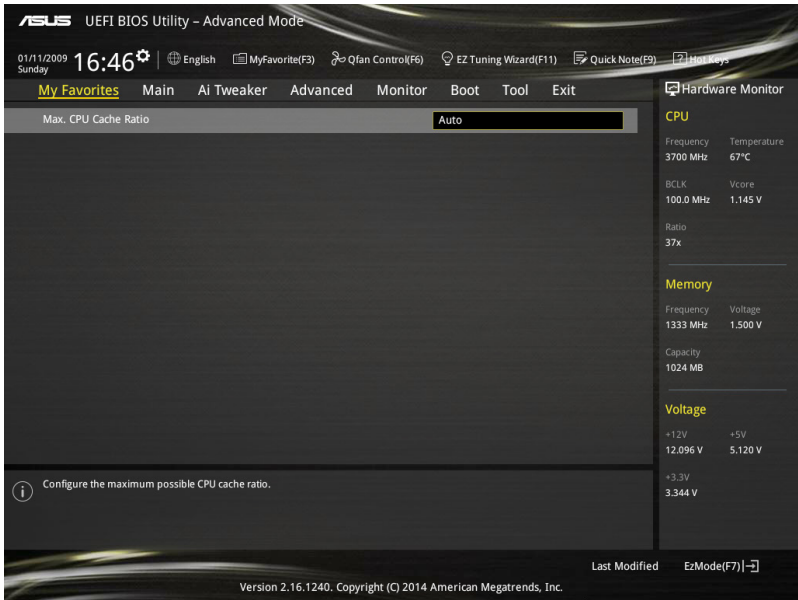 ASUS UEFI BIOS Utility – Advanced Mode
01/11/2009
Sunday
16:46
English
MyFavorite(F3)
Qfan Control(F6)
EZ Tuning Wizard(F11)
Quick Note(F9)
? Hot Keys
My Favorites
Main
Ai Tweaker
Advanced
Monitor
Boot
Tool
Exit
Max. CPU Cache Ratio
Auto
Configure the maximum possible CPU cache ratio.
Hardware Monitor
CPU
Frequency Temperature
3700 MHz 67°C
BCLK Vcore
100.0 MHz 1.145 V
Ratio
37x
Memory
Frequency Voltage
1333 MHz 1.500 V
Capacity
1024 MB
Voltage
+12V +5V
12.096 V 5.120 V
+3.3V
3.344 V
Last Modified
EzMode(F7)
Version 2.16.1240. Copyright (C) 2014 American Megatrends, Inc.